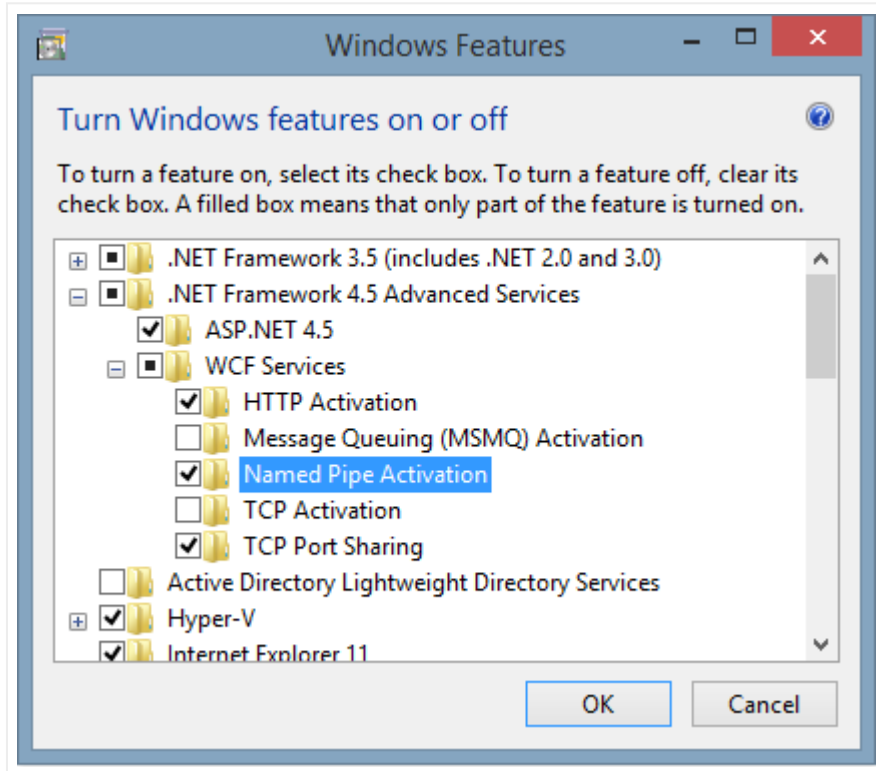 Windows Features
Turn Windows features on or off
To turn a feature on, select its check box. To turn a feature off, clear its
check box. A filled box means that only part of the feature is turned on.
.NET Framework 3.5 (includes .NET 2.0 and 3.0)
.NET Framework 4.5 Advanced Services
ASP.NET 4.5
WCF Services
HTTP Activation
Message Queuing (MSMQ) Activation
Named Pipe Activation
TCP Activation
TCP Port Sharing
Active Directory Lightweight Directory Services
Hyper-V
Internet Explorer 11
OK Cancel